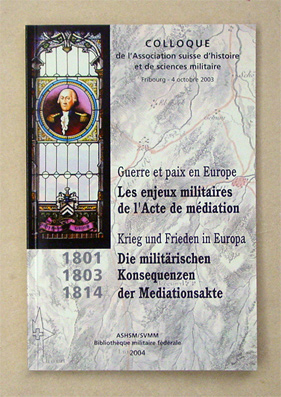 COLLOQUE
de l'Association suisse d'histoire
et de sciences militaire
Fribourg - 4 octobre 2003
Guerre et paix en Europe
Les enjeux militaires
de l'Acte de médiation
Krieg und Frieden in Europa
1801 Die militärischen
1803 Konsequenzen
1814 der Mediationsakte
ASHSM/SVMM
Bibliothèque militaire fédérale
2004